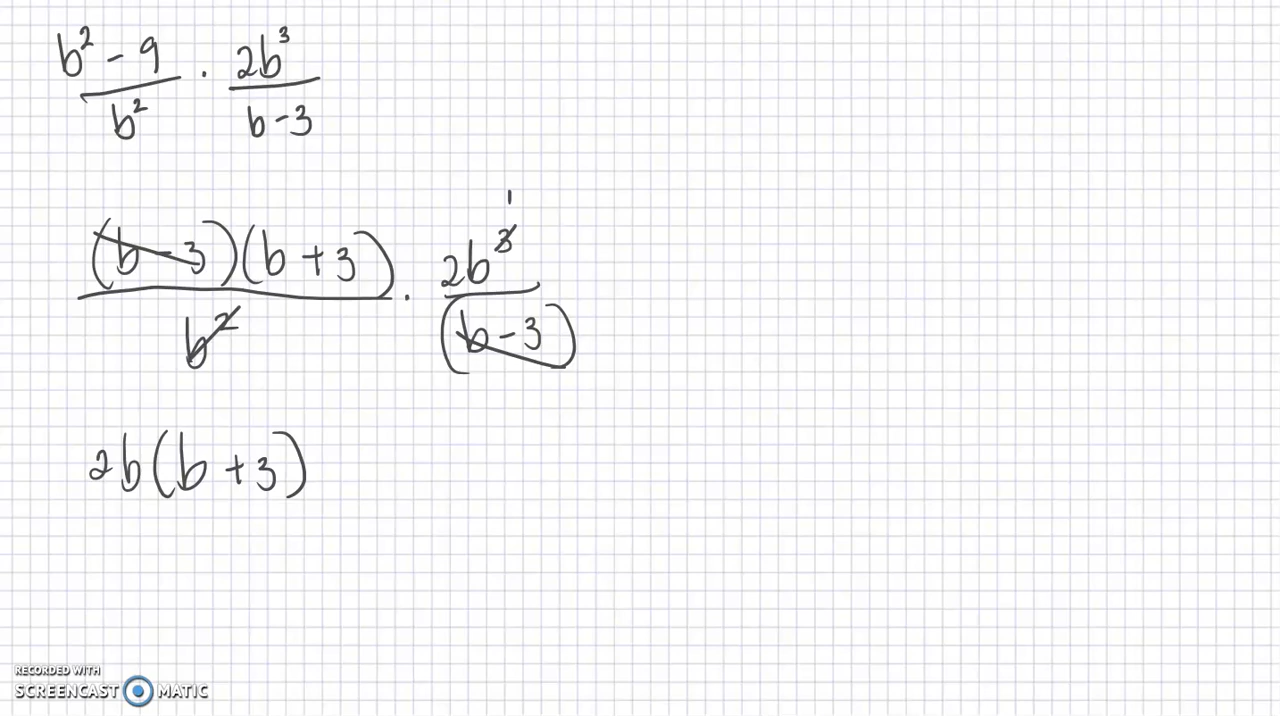 b² - 9 / b² · 2b³ / b - 3
(b - 3)(b + 3) / b² · 2b³ ¹ / (b - 3)
2b(b + 3)
RECORDED WITH
SCREENCAST MATIC